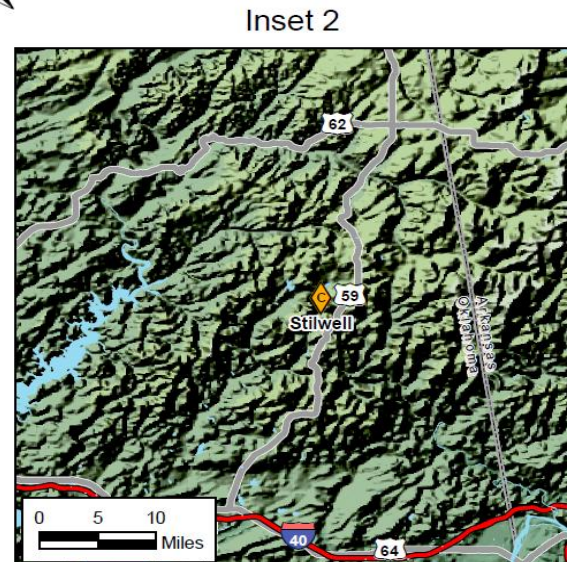 Inset 2
62
C
59
Stilwell
Arkansas
Oklahoma
0 5 10
Miles
40
64